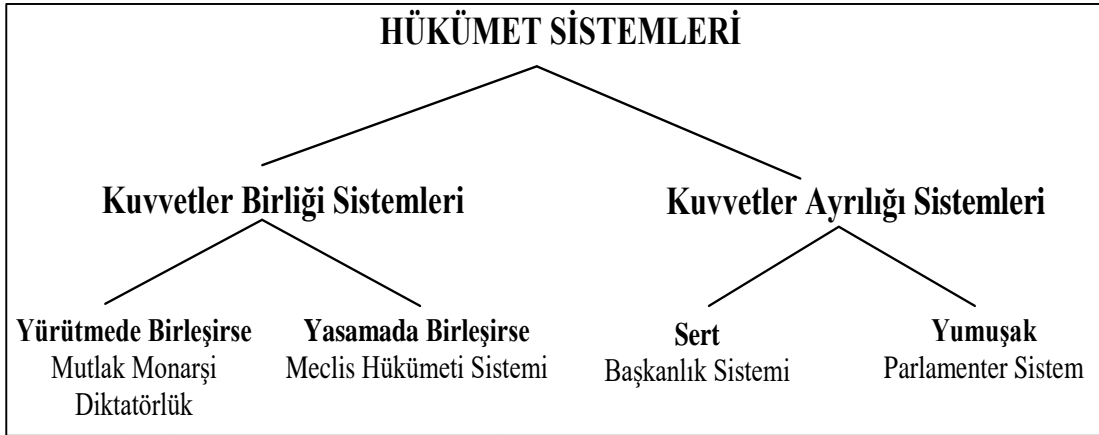 HÜKÜMET SİSTEMLERİ
Kuvvetler Birliği Sistemleri
Kuvvetler Ayrılığı Sistemleri
Yürütmede Birleşirse
Mutlak Monarşi
Diktatörlük
Yasamada Birleşirse
Meclis Hükümeti Sistemi
Sert
Başkanlık Sistemi
Yumuşak
Parlamenter Sistem